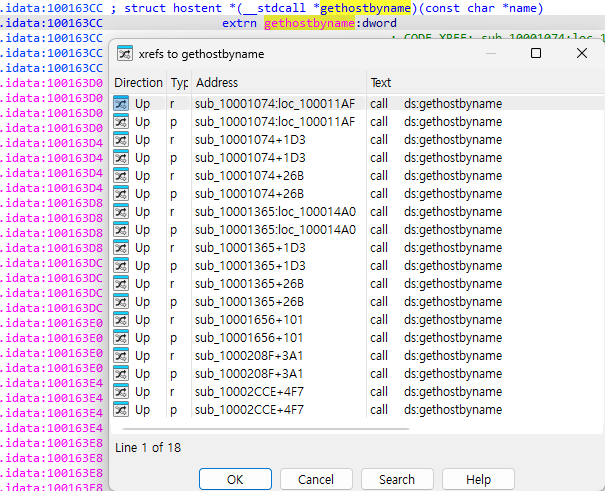 .idata:100163CC ; struct hostent *(__stdcall *gethostbyname)(const char *name)
.idata:100163CC extrn gethostbyname:dword
.idata:100163CC ; CODE XREF: sub_10001074:loc_1
.idata:100163CC
.idata:100163D0
.idata:100163D0
.idata:100163D0
.idata:100163D4
.idata:100163D4
.idata:100163D4
.idata:100163D4
.idata:100163D8
.idata:100163D8
.idata:100163D8
.idata:100163DC
.idata:100163DC
.idata:100163DC
.idata:100163DC
.idata:100163E0
.idata:100163E0
.idata:100163E0
.idata:100163E0
.idata:100163E4
.idata:100163E4
.idata:100163E4
.idata:100163E8
.idata:100163E8
.idata:100163E8
.idata:100163E8
xrefs to gethostbyname
Direction Typ Address Text
Up r sub_10001074:loc_100011AF call ds:gethostbyname
Up p sub_10001074:loc_100011AF call ds:gethostbyname
Up r sub_10001074+1D3 call ds:gethostbyname
Up p sub_10001074+1D3 call ds:gethostbyname
Up r sub_10001074+26B call ds:gethostbyname
Up p sub_10001074+26B call ds:gethostbyname
Up r sub_10001365:loc_100014A0 call ds:gethostbyname
Up p sub_10001365:loc_100014A0 call ds:gethostbyname
Up r sub_10001365+1D3 call ds:gethostbyname
Up p sub_10001365+1D3 call ds:gethostbyname
Up r sub_10001365+26B call ds:gethostbyname
Up p sub_10001365+26B call ds:gethostbyname
Up r sub_10001656+101 call ds:gethostbyname
Up p sub_10001656+101 call ds:gethostbyname
Up r sub_1000208F+3A1 call ds:gethostbyname
Up p sub_1000208F+3A1 call ds:gethostbyname
Up r sub_10002CCE+4F7 call ds:gethostbyname
Up p sub_10002CCE+4F7 call ds:gethostbyname
Line 1 of 18
OK Cancel Search Help